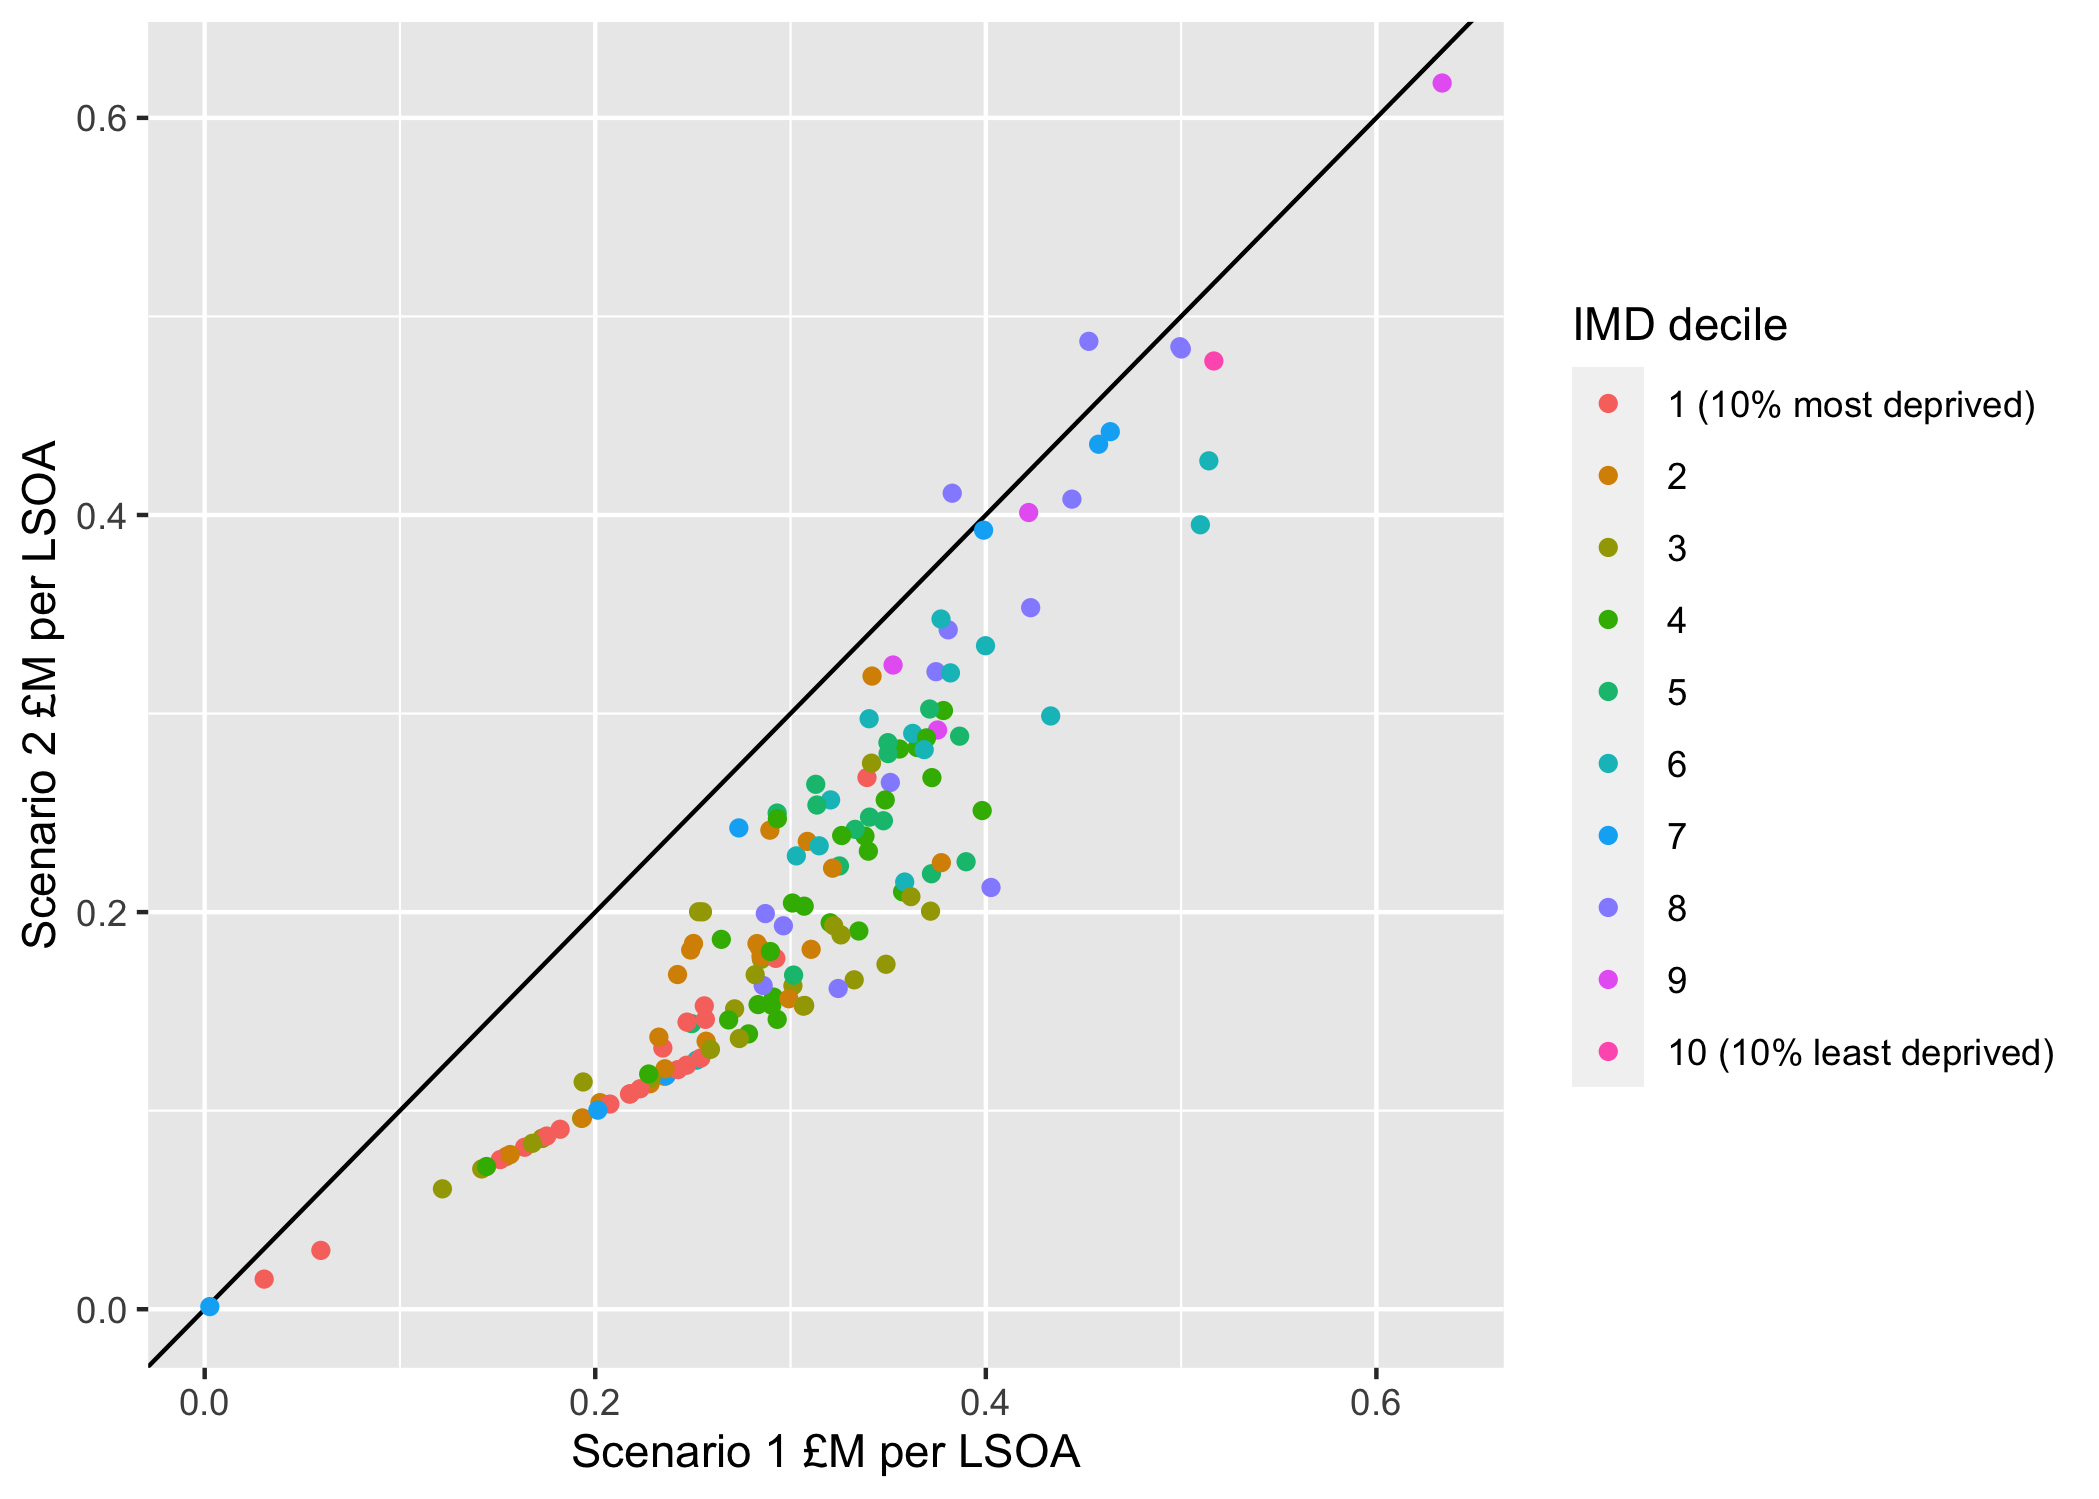 Scenario 2 £M per LSOA
0.6
0.4
0.2
0.0
0.0 0.2 0.4 0.6
Scenario 1 £M per LSOA
IMD decile
1 (10% most deprived)
2
3
4
5
6
7
8
9
10 (10% least deprived)